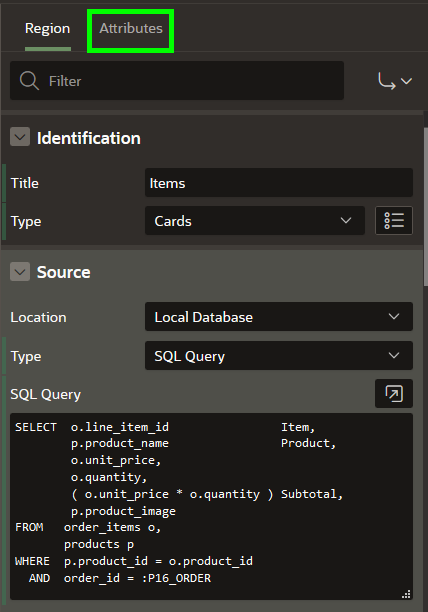 Region Attributes
Filter
Identification
Title Items
Type Cards
Source
Location Local Database
Type SQL Query
SQL Query
SELECT  o.line_item_id                Item,
        p.product_name                Product,
        o.unit_price,
        o.quantity,
        ( o.unit_price * o.quantity ) Subtotal,
        p.product_image
FROM   order_items o,
       products p
WHERE  p.product_id = o.product_id
  AND  order_id = :P16_ORDER